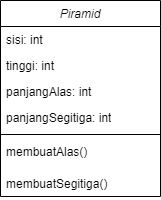 Piramid
sisi: int
tinggi: int
panjangAlas: int
panjangSegitiga: int
membuatAlas()
membuatSegitiga()